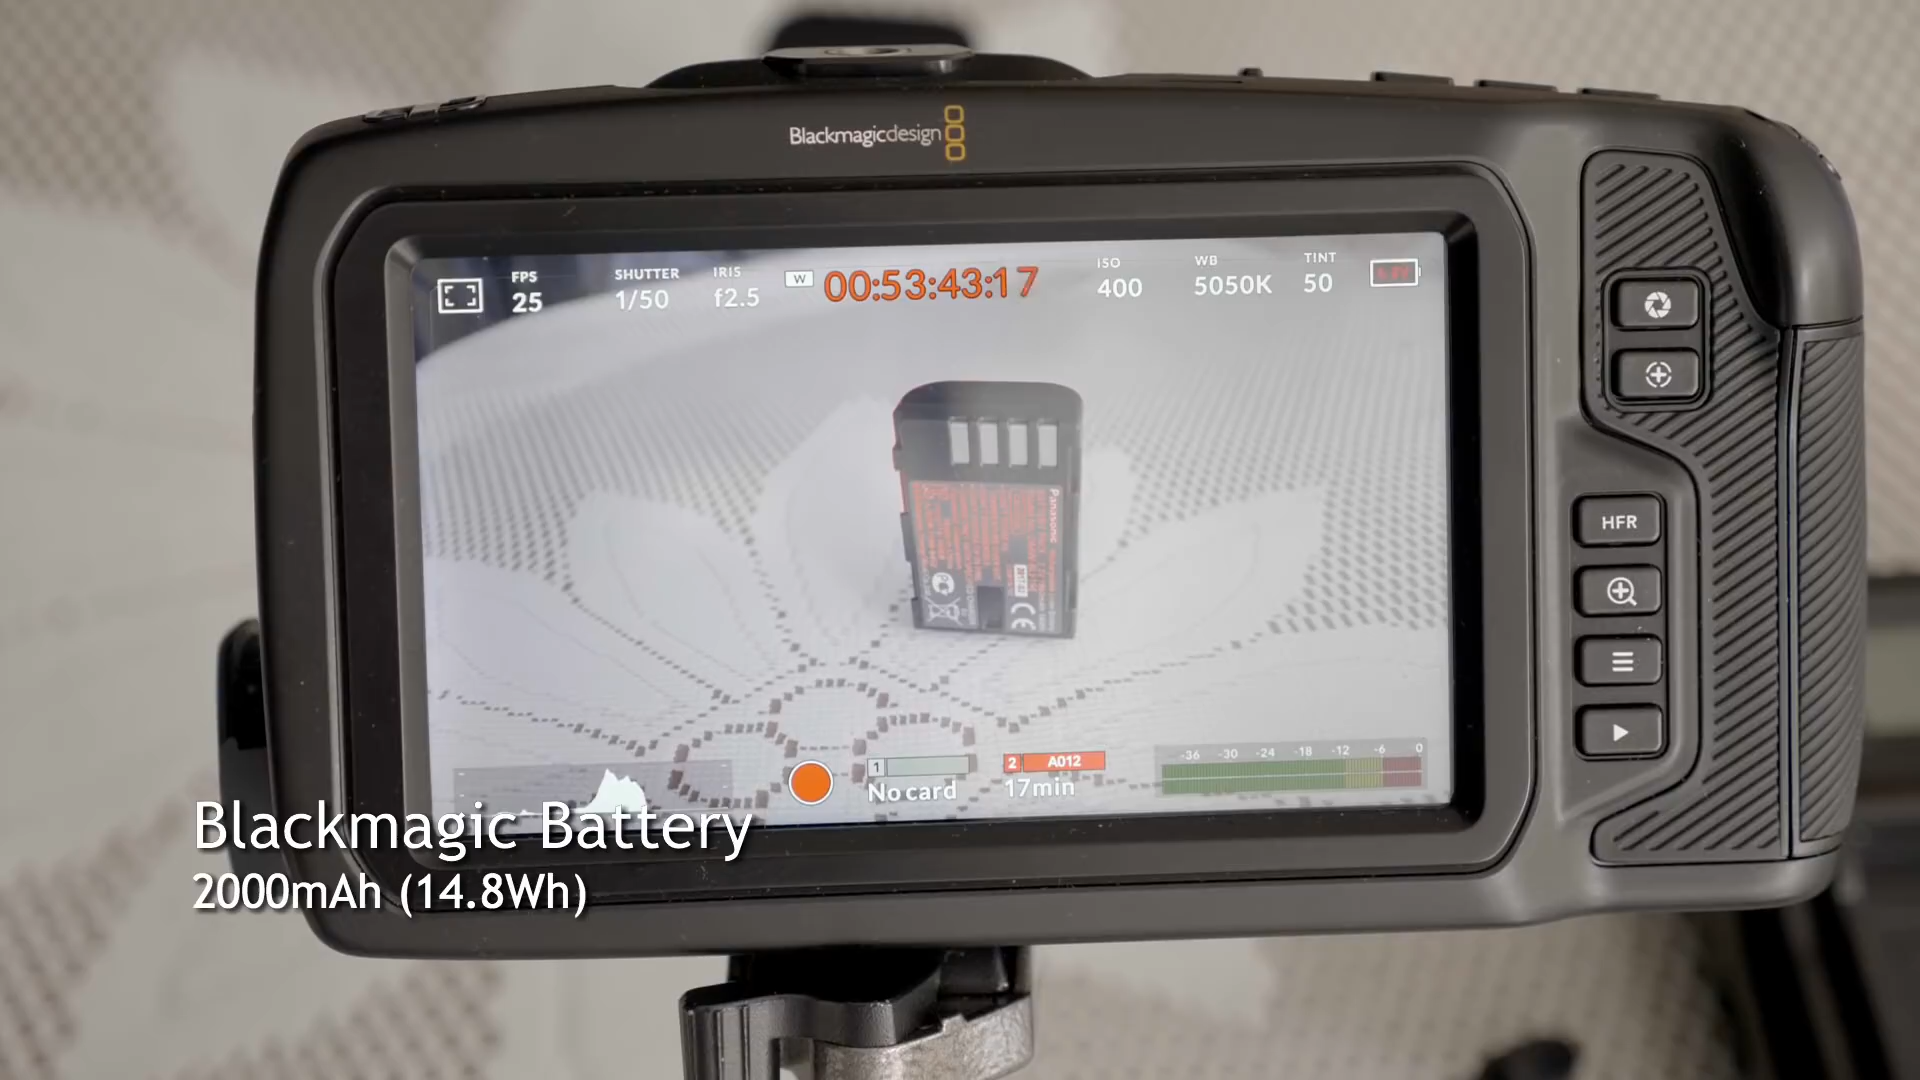 Blackmagicdesign
FPS
25
SHUTTER
1/50
IRIS
f2.5
W
00:53:43:17
ISO
400
WB
5050K
TINT
50
Panasonic
CE
HFR
1
No card
2 A012
17min
-36 -30 -24 -18 -12 -6 0
Blackmagic Battery
2000mAh (14.8Wh)